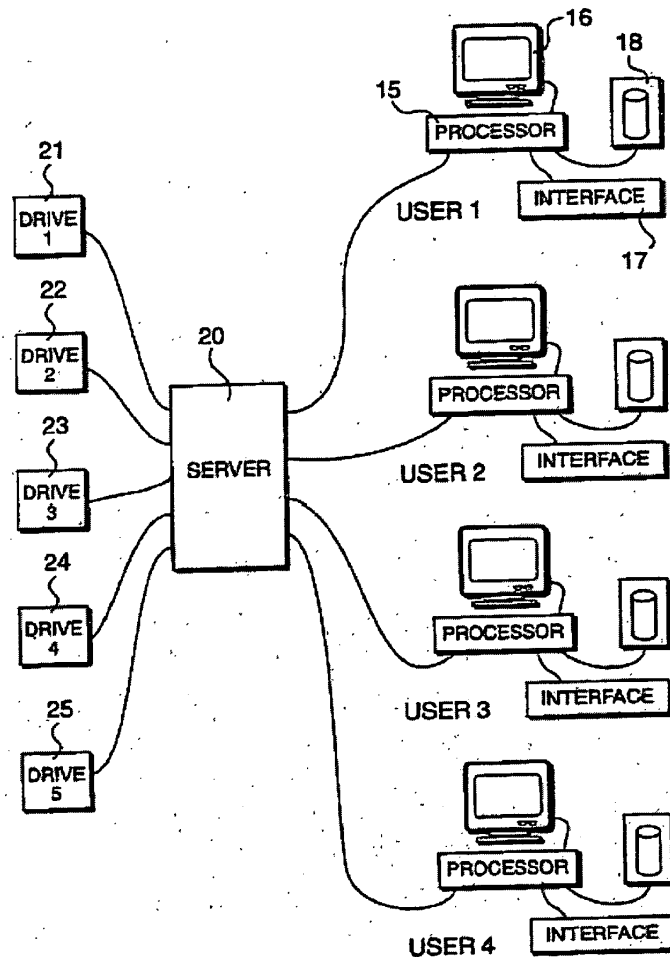 16
18
15
PROCESSOR
21
INTERFACE
USER 1
DRIVE
1
17
22
20
DRIVE
2
PROCESSOR
23
SERVER
INTERFACE
USER 2
DRIVE
3
24
DRIVE
4
PROCESSOR
25
INTERFACE
USER 3
DRIVE
5
PROCESSOR
INTERFACE
USER 4